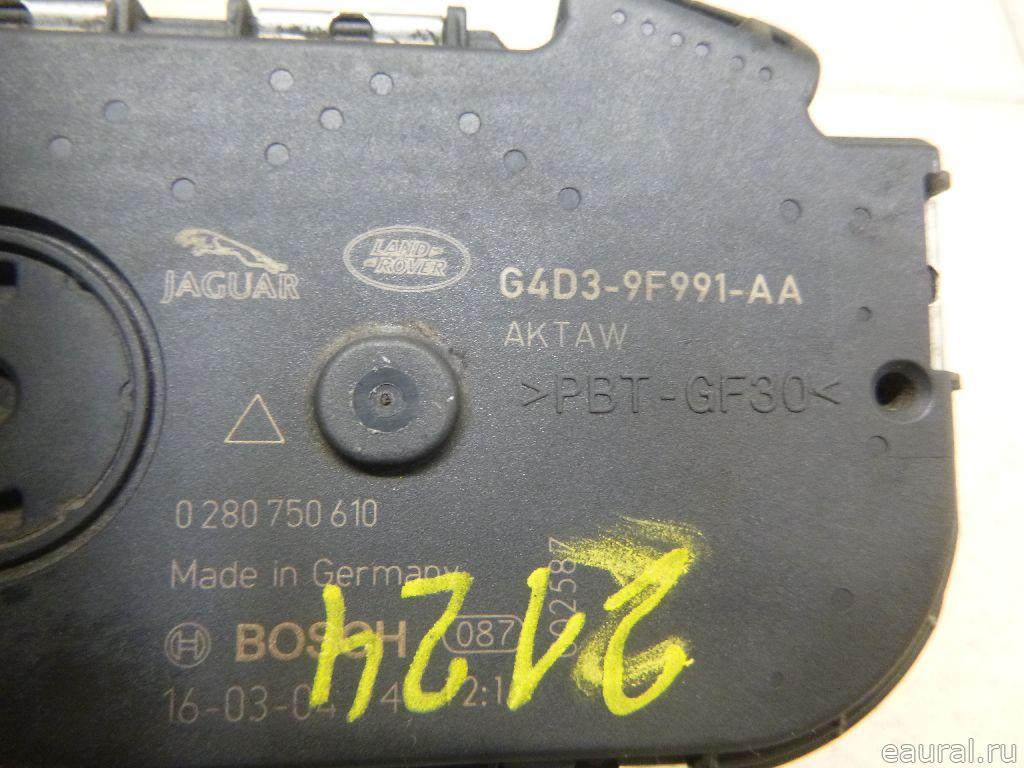 JAGUAR
LAND ROVER
G4D3-9F991-AA
AKTAW
>PBT-GF30<
0 280 750 610
Made in Germany
BOSCH
087
2124
eaural.ru